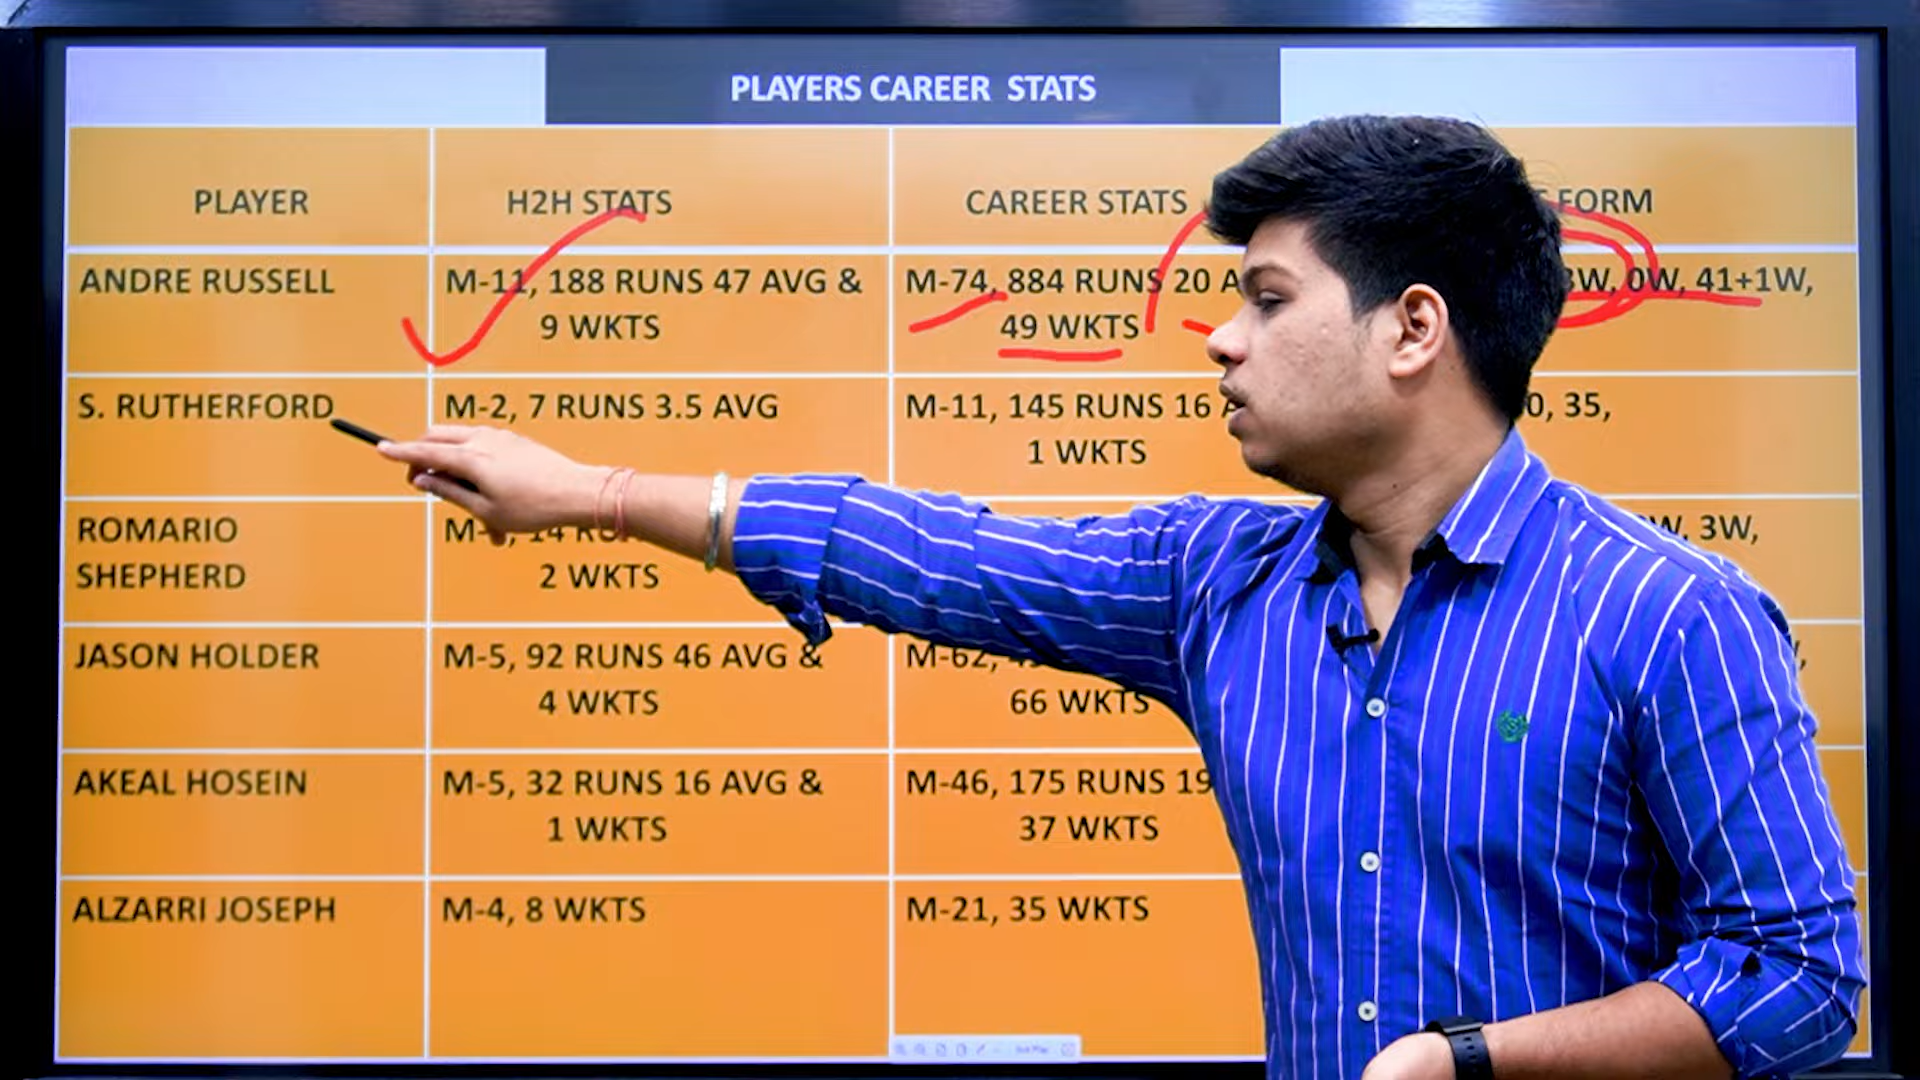 PLAYERS CAREER STATS
PLAYER H2H STATS CAREER STATS FORM
ANDRE RUSSELL M-11, 188 RUNS 47 AVG & M-74, 884 RUNS 20 0W, 41+1W,
9 WKTS 49 WKTS
S. RUTHERFORD M-2, 7 RUNS 3.5 AVG M-11, 145 RUNS 16 35,
1 WKTS
ROMARIO 14 3W,
SHEPHERD 2 WKTS
JASON HOLDER M-5, 92 RUNS 46 AVG & M-62,
4 WKTS 66 WKTS
AKEAL HOSEIN M-5, 32 RUNS 16 AVG & M-46, 175 RUNS 19
1 WKTS 37 WKTS
ALZARRI JOSEPH M-4, 8 WKTS M-21, 35 WKTS